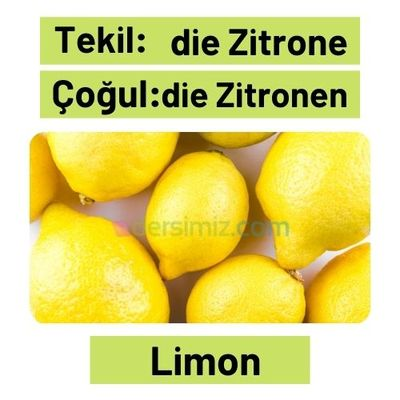 Tekil: die Zitrone
Çoğul:die Zitronen
dersimiz.com
Limon